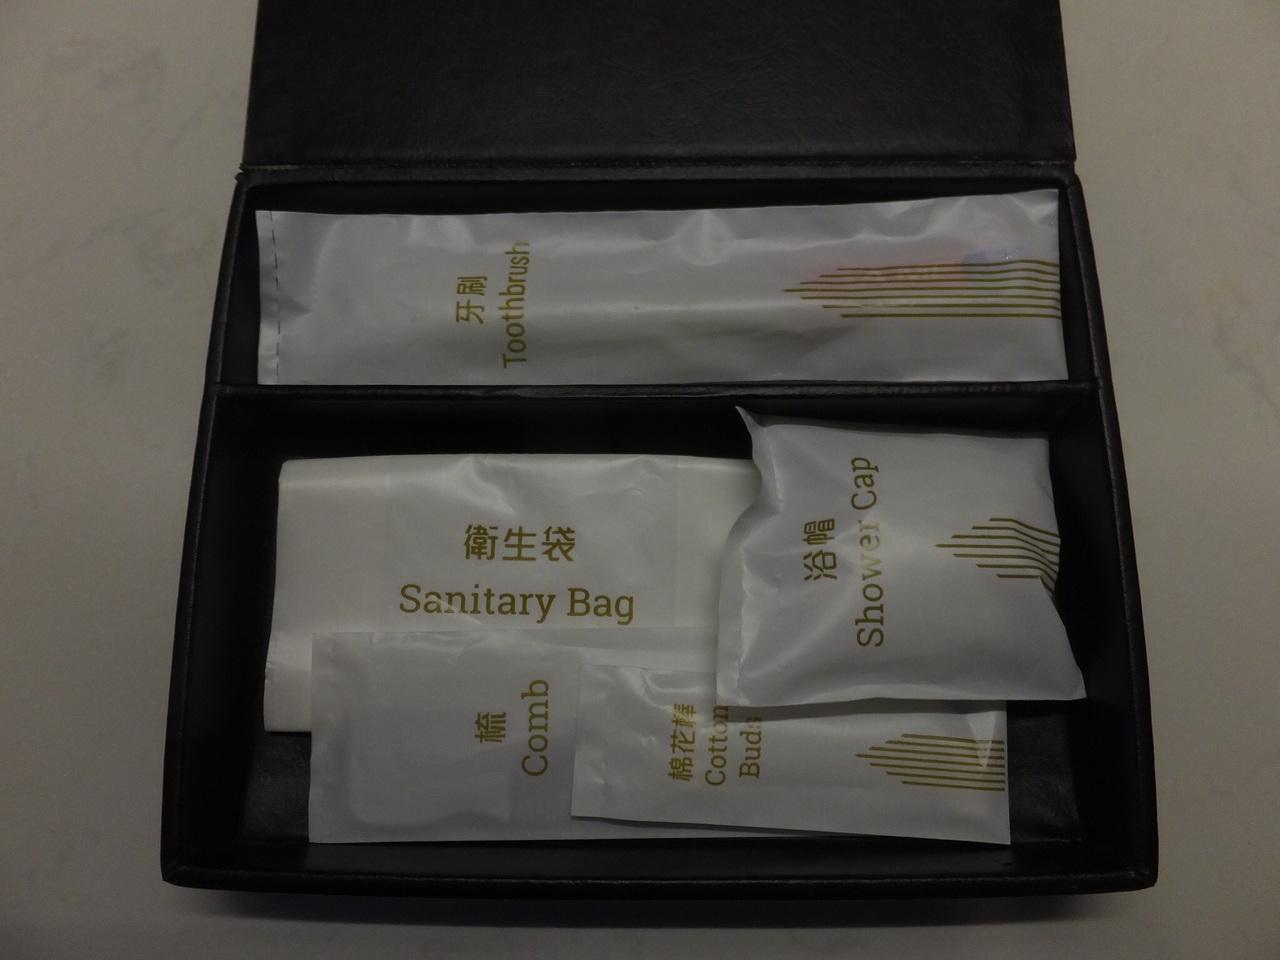 牙刷
Toothbrush
衛生袋
Sanitary Bag
浴帽
Shower Cap
梳
Comb
棉花棒
Cotton
Buds